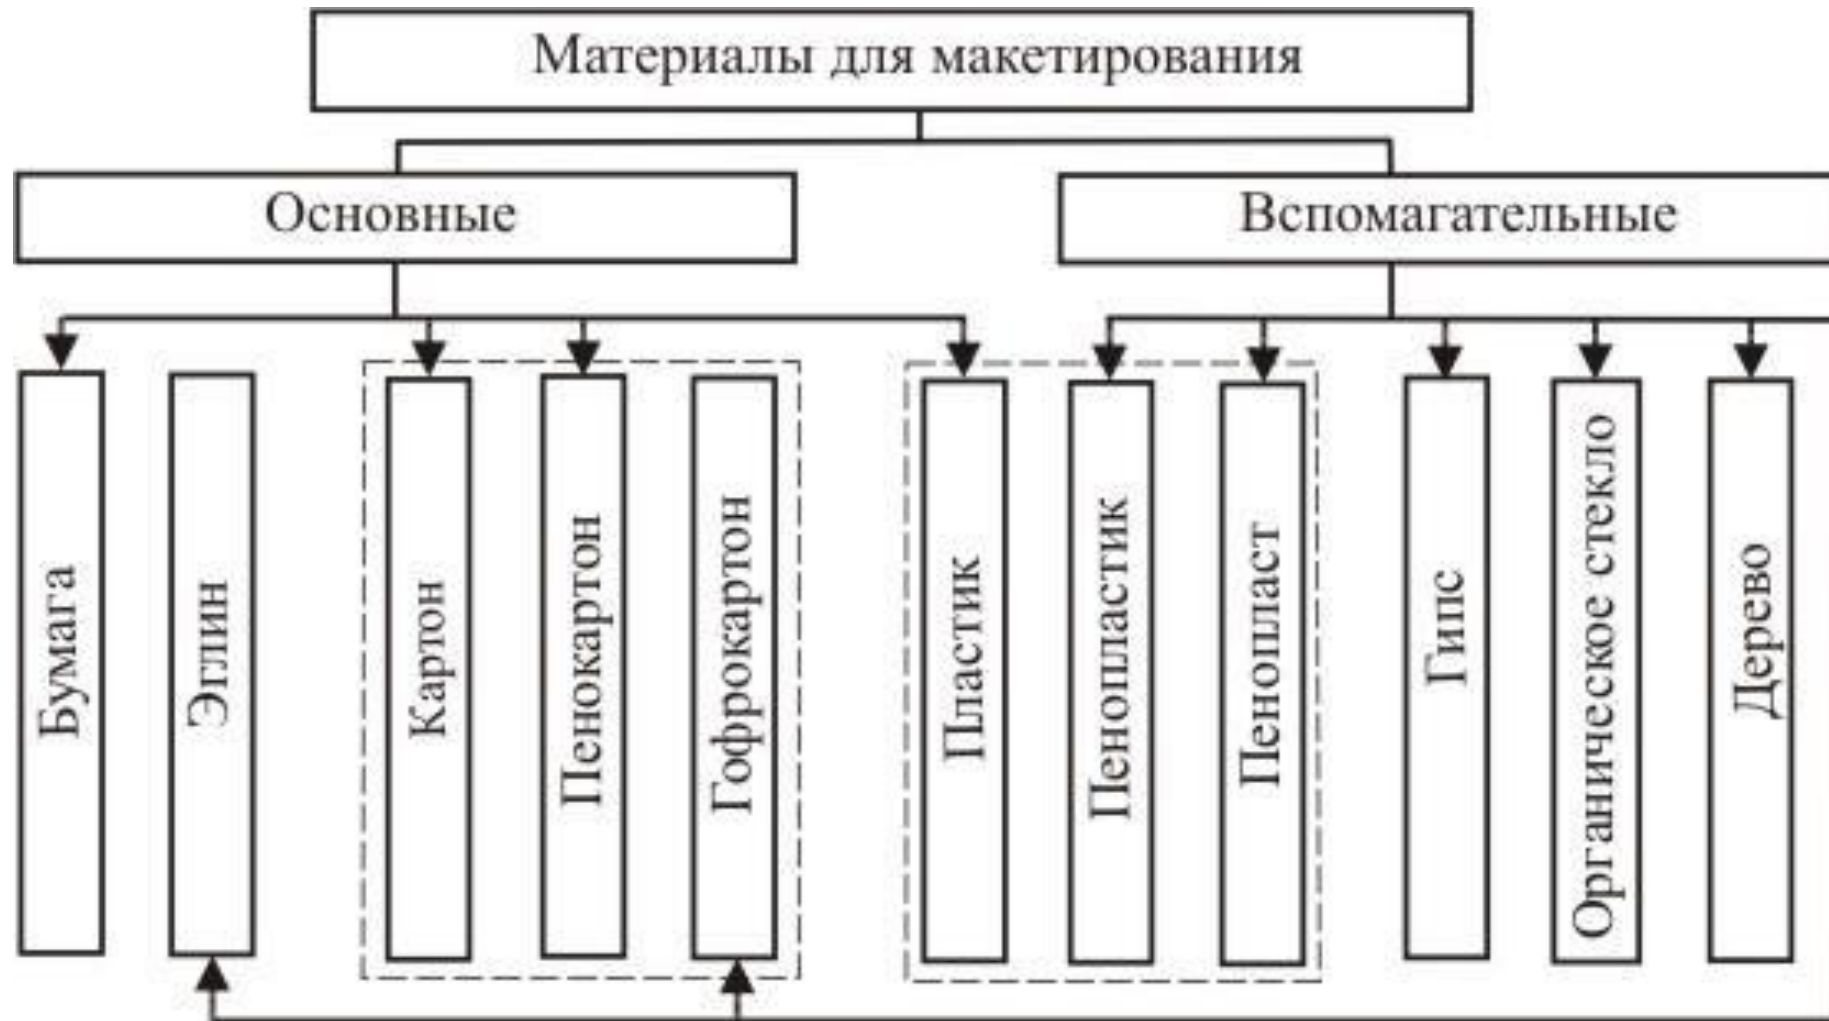 Материалы для макетирования
Основные
Вспомагательные
Бумага
Эглин
Картон
Пенокартон
Гофрокартон
Пластик
Пенопластик
Пенопласт
Гипс
Органическое стекло
Дерево